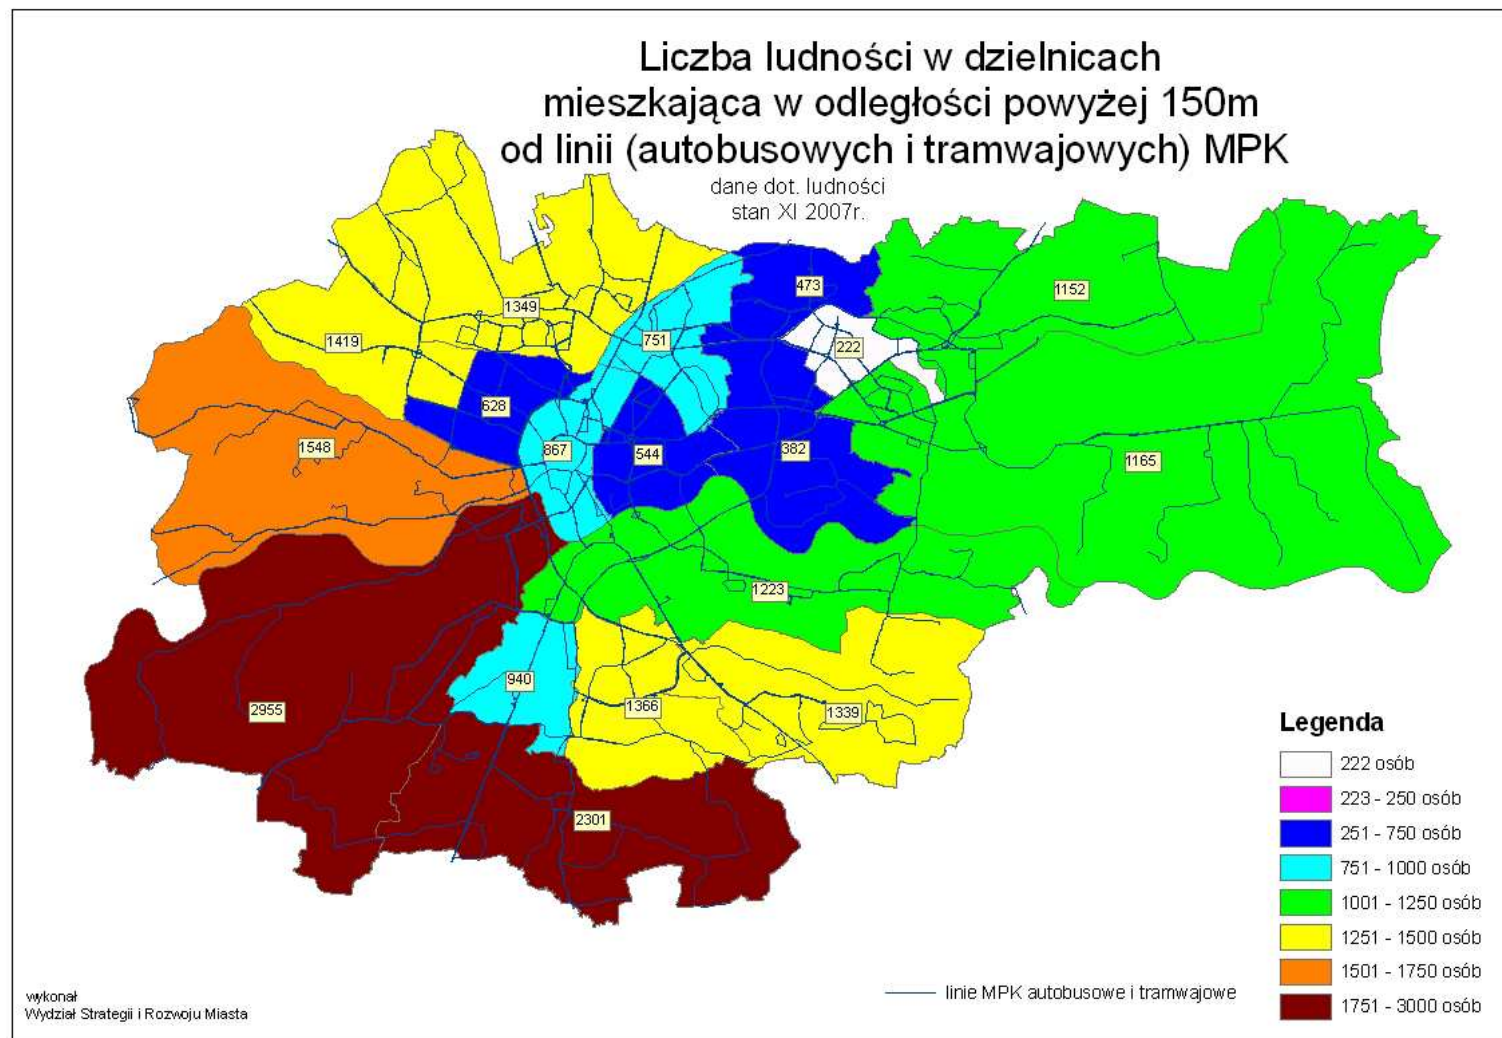 Liczba ludności w dzielnicach
mieszkająca w odległości powyżej 150m
od linii (autobusowych i tramwajowych) MPK
dane dot. ludności
stan XI 2007r.
473
1152
1349
1419
751
222
628
1548
867
544
382
1165
1223
940
2955
1366
1339
2301
Legenda
222 osób
223 - 250 osób
251 - 750 osób
751 - 1000 osób
1001 - 1250 osób
1251 - 1500 osób
1501 - 1750 osób
1751 - 3000 osób
linie MPK autobusowe i tramwajowe
wykonał
Wydział Strategii i Rozwoju Miasta